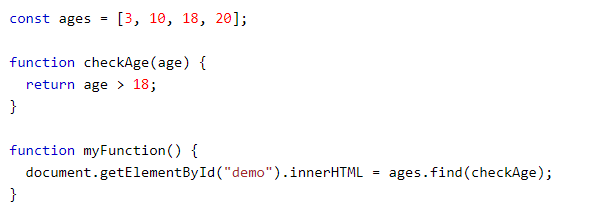 const ages = [3, 10, 18, 20];

function checkAge(age) {
  return age > 18;
}

function myFunction() {
  document.getElementById("demo").innerHTML = ages.find(checkAge);
}